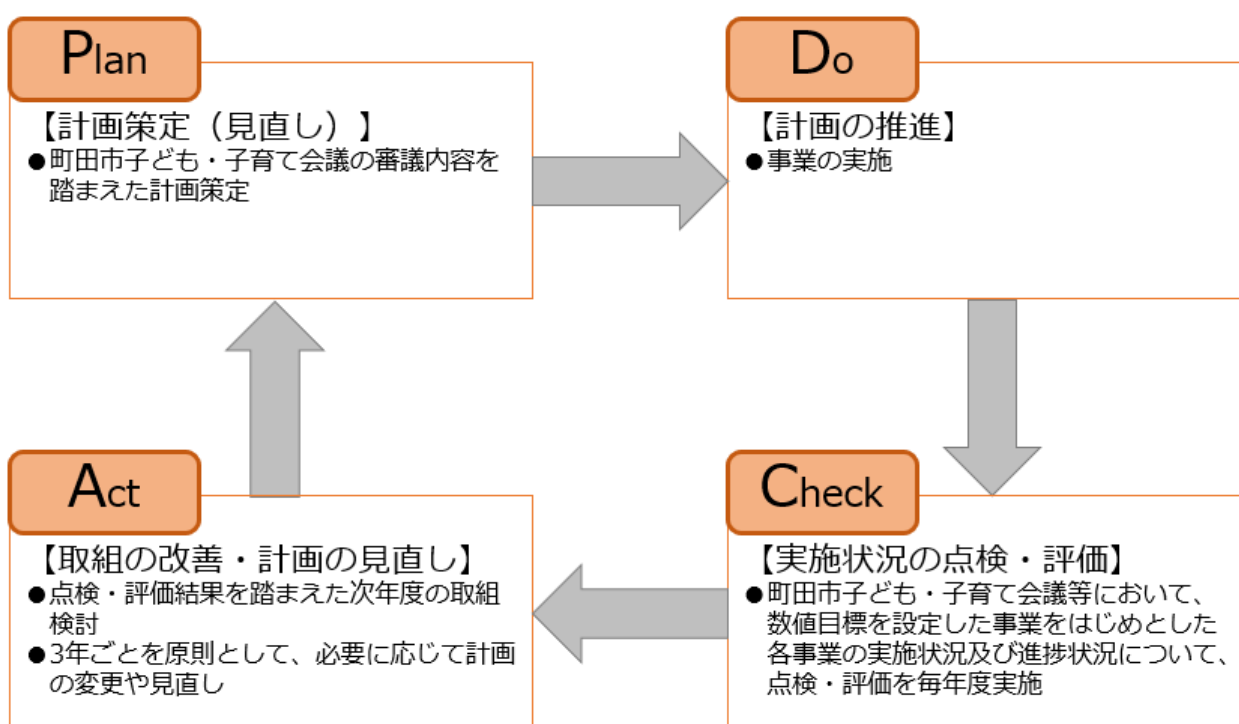 Plan
【計画策定（見直し）】
●町田市子ども・子育て会議の審議内容を
踏まえた計画策定
Do
【計画の推進】
●事業の実施
Check
【実施状況の点検・評価】
●町田市子ども・子育て会議等において、
数値目標を設定した事業をはじめとした
各事業の実施状況及び進捗状況について、
点検・評価を毎年度実施
Act
【取組の改善・計画の見直し】
●点検・評価結果を踏まえた次年度の取組
検討
●3年ごとを原則として、必要に応じて計画
の変更や見直し